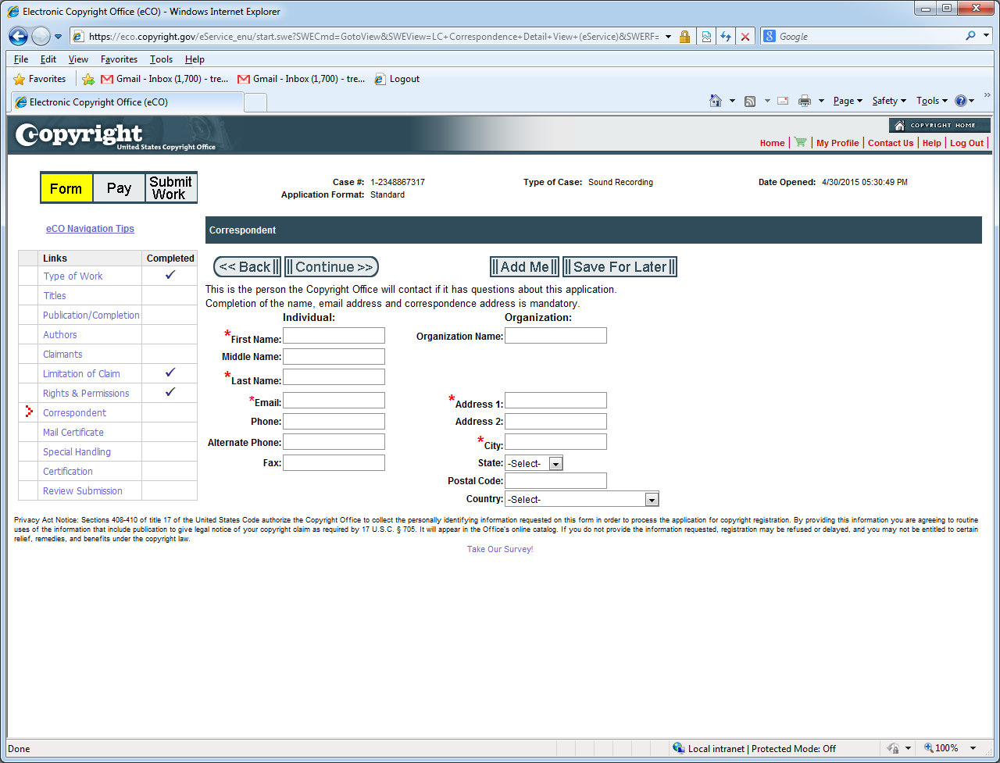 Electronic Copyright Office (eCO) - Windows Internet Explorer
https://eco.copyright.gov/eService_enu/start.swe?SWECmd=GotoView&SWEView=LC+Correspondence+Detail+View+(eService)&SWERF=
Google
File Edit View Favorites Tools Help
Favorites Gmail - Inbox (1,700) - tre... Gmail - Inbox (1,700) - tre... Logout
Electronic Copyright Office (eCO)
Page Safety Tools
Copyright
United States Copyright Office
COPYRIGHT HOME
Home My Profile Contact Us Help Log Out
Form Pay Submit Work
Case #: 1-2348867317 Type of Case: Sound Recording Date Opened: 4/30/2015 05:30:49 PM
Application Format: Standard
eCO Navigation Tips
Correspondent
Links Completed
Type of Work ✓
Titles
Publication/Completion
Authors
Claimants
Limitation of Claim ✓
Rights & Permissions ✓
Correspondent
Mail Certificate
Special Handling
Certification
Review Submission
<< Back Continue >> Add Me Save For Later
This is the person the Copyright Office will contact if it has questions about this application.
Completion of the name, email address and correspondence address is mandatory.
Individual: Organization:
*First Name: Organization Name:
Middle Name:
*Last Name:
*Email: *Address 1:
Phone: Address 2:
Alternate Phone: *City:
Fax: State: -Select-
Postal Code:
Country: -Select-
Privacy Act Notice: Sections 408-410 of title 17 of the United States Code authorize the Copyright Office to collect the personally identifying information requested on this form in order to process the application for copyright registration. By providing this information you are agreeing to routine
uses of the information that include publication to give legal notice of your copyright claim as required by 17 U.S.C. § 705. It will appear in the Office's online catalog. If you do not provide the information requested, registration may be refused or delayed, and you may not be entitled to certain
relief, remedies, and benefits under the copyright law.
Take Our Survey!
Done Local intranet | Protected Mode: Off 100%